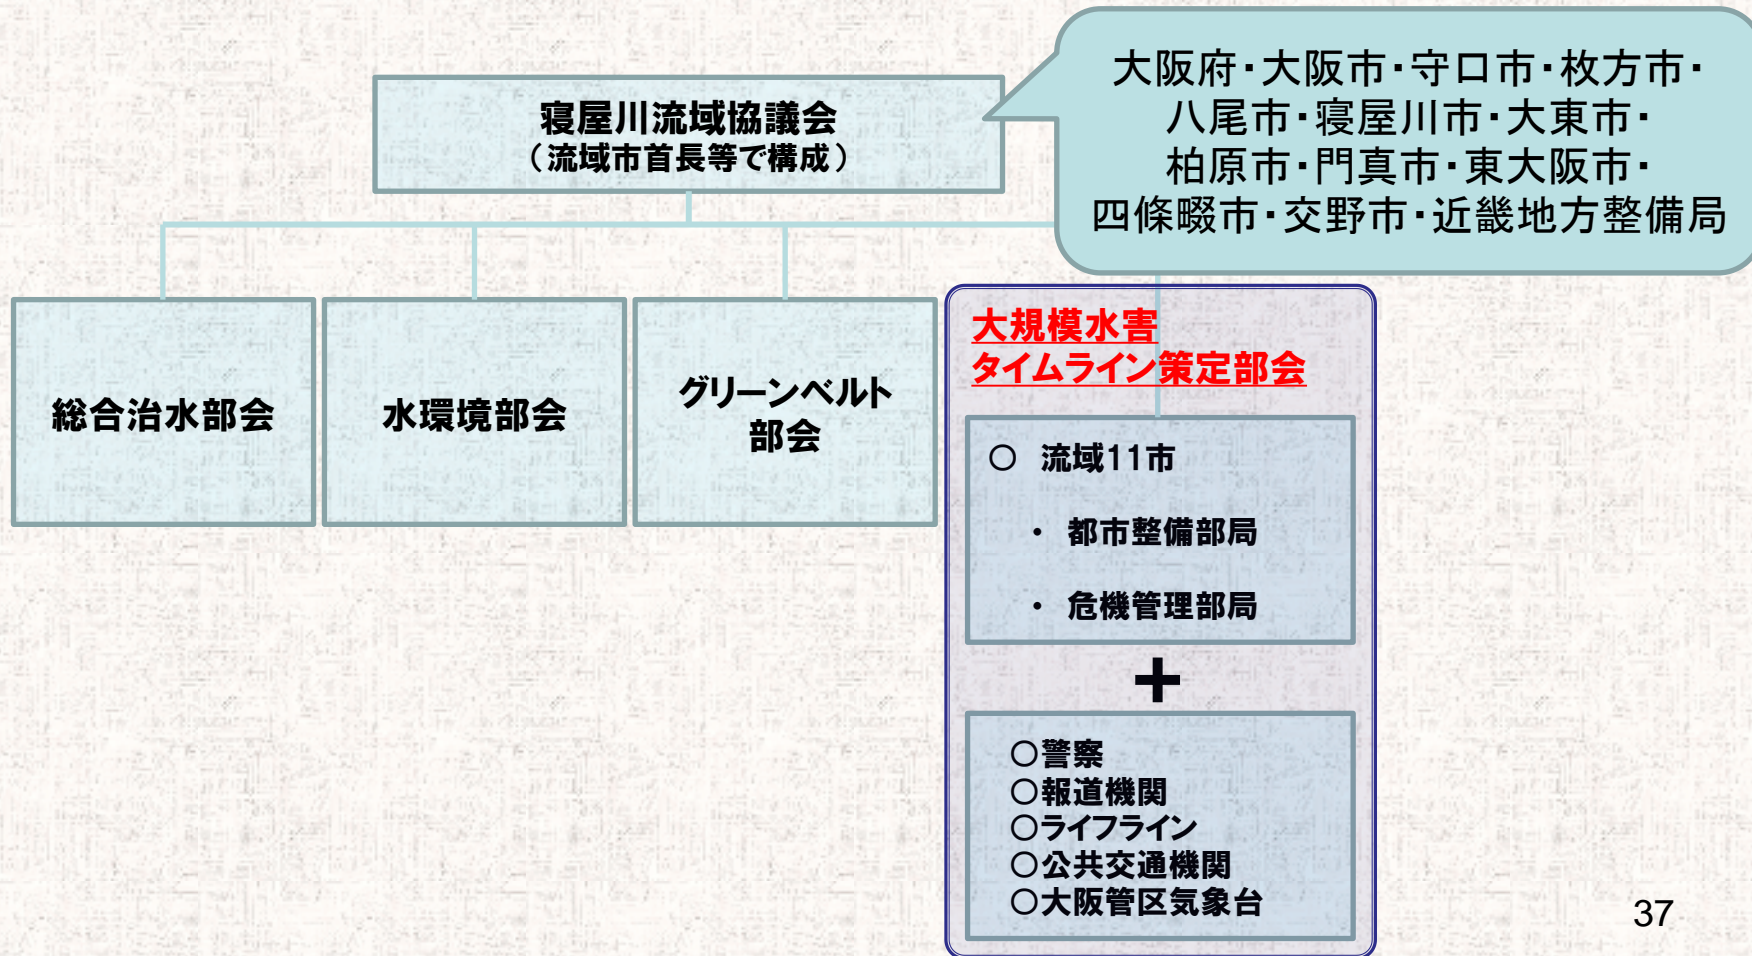 寝屋川流域協議会
（流域市首長等で構成）
大阪府・大阪市・守口市・枚方市・
八尾市・寝屋川市・大東市・
柏原市・門真市・東大阪市・
四條畷市・交野市・近畿地方整備局
総合治水部会
水環境部会
グリーンベルト
部会
大規模水害
タイムライン策定部会
○ 流域11市
・ 都市整備部局
・ 危機管理部局
＋
○警察
○報道機関
○ライフライン
○公共交通機関
○大阪管区気象台
37